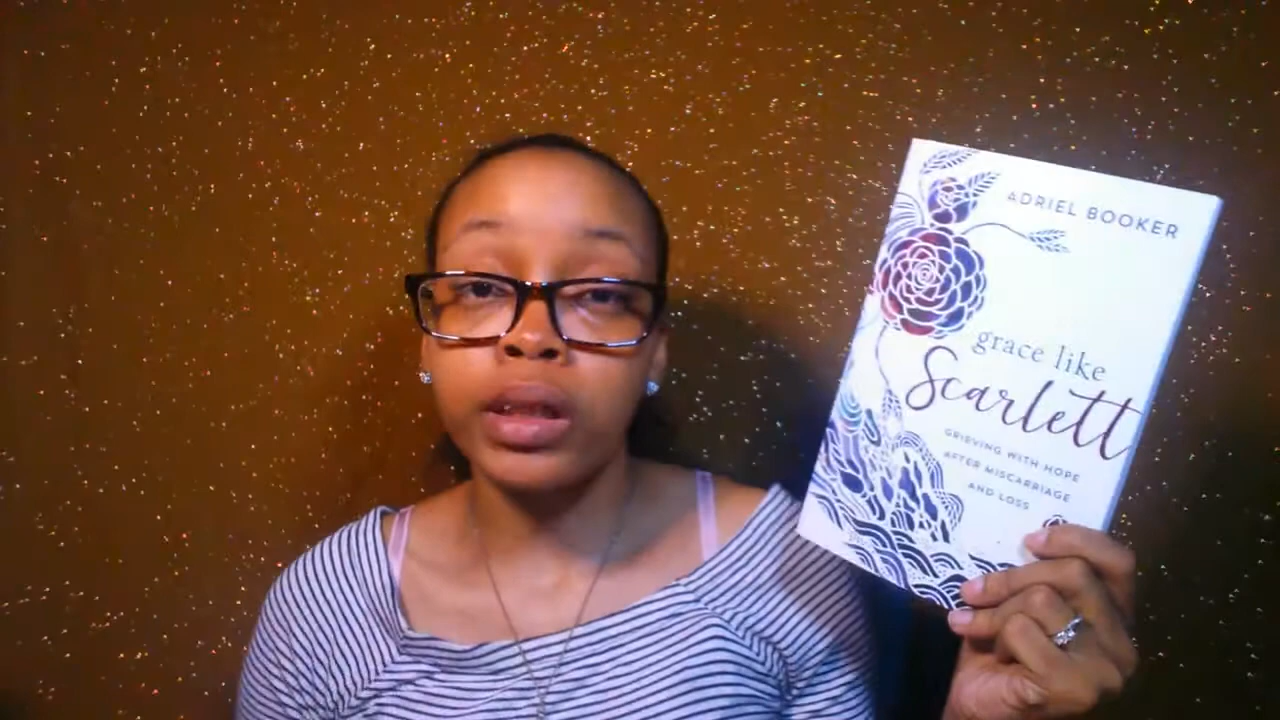 ADRIEL BOOKER
grace like
Scarlett
GRIEVING WITH HOPE
AFTER MISCARRIAGE
AND LOSS